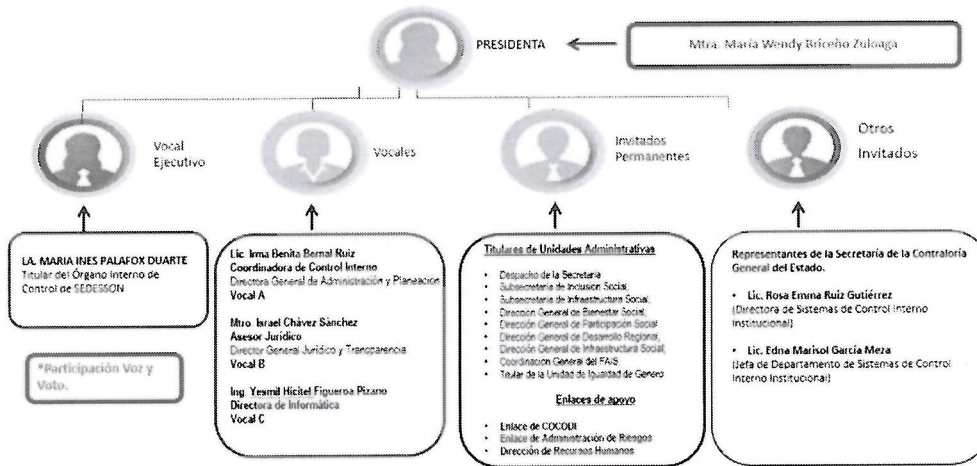 PRESIDENTA
Mtra. María Wendy Briceño Zuloaga
Vocal
Ejecutivo
Vocales
Invitados
Permanentes
Otros
Invitados
LA. MARIA INES PALAFOX DUARTE
Titular del Órgano Interno de
Control de SEDESSON
*Participación Voz y
Voto.
Lic. Irma Benita Bernal Ruiz
Coordinadora de Control Interno
Directora General de Administración y Planeacion
Vocal A
Mtro. Israel Chávez Sánchez
Asesor Jurídico
Director General Jurídico y Transparencia
Vocal B
Ing. Yesmil Hicitel Figueroa Pizano
Directora de Informática
Vocal C
Titulares de Unidades Administrativas
• Despacho de la Secretaria
• Subsecretaria de Inclusion Social,
• Subsecretaria de Infraestructura Social,
• Direccion General de Bienestar Social,
• Dirección General de Participación Social
• Dirección General de Desarrollo Regional,
• Dirección General de Infraestructura Social,
• Coordinacion General del FAIS
• Titular de la Unidad de Igualdad de Genero
Enlaces de apoyo
• Enlace de COCODI
• Enlace de Administración de Riesgos
• Dirección de Recursos Humanos
Representantes de la Secretaría de la Contraloría
General del Estado.
• Lic. Rosa Emma Ruiz Gutiérrez
(Directora de Sistemas de Control Interno
Institucional)
• Lic. Edna Marisol García Meza
(Jefa de Departamento de Sistemas de Control
Interno Institucional)